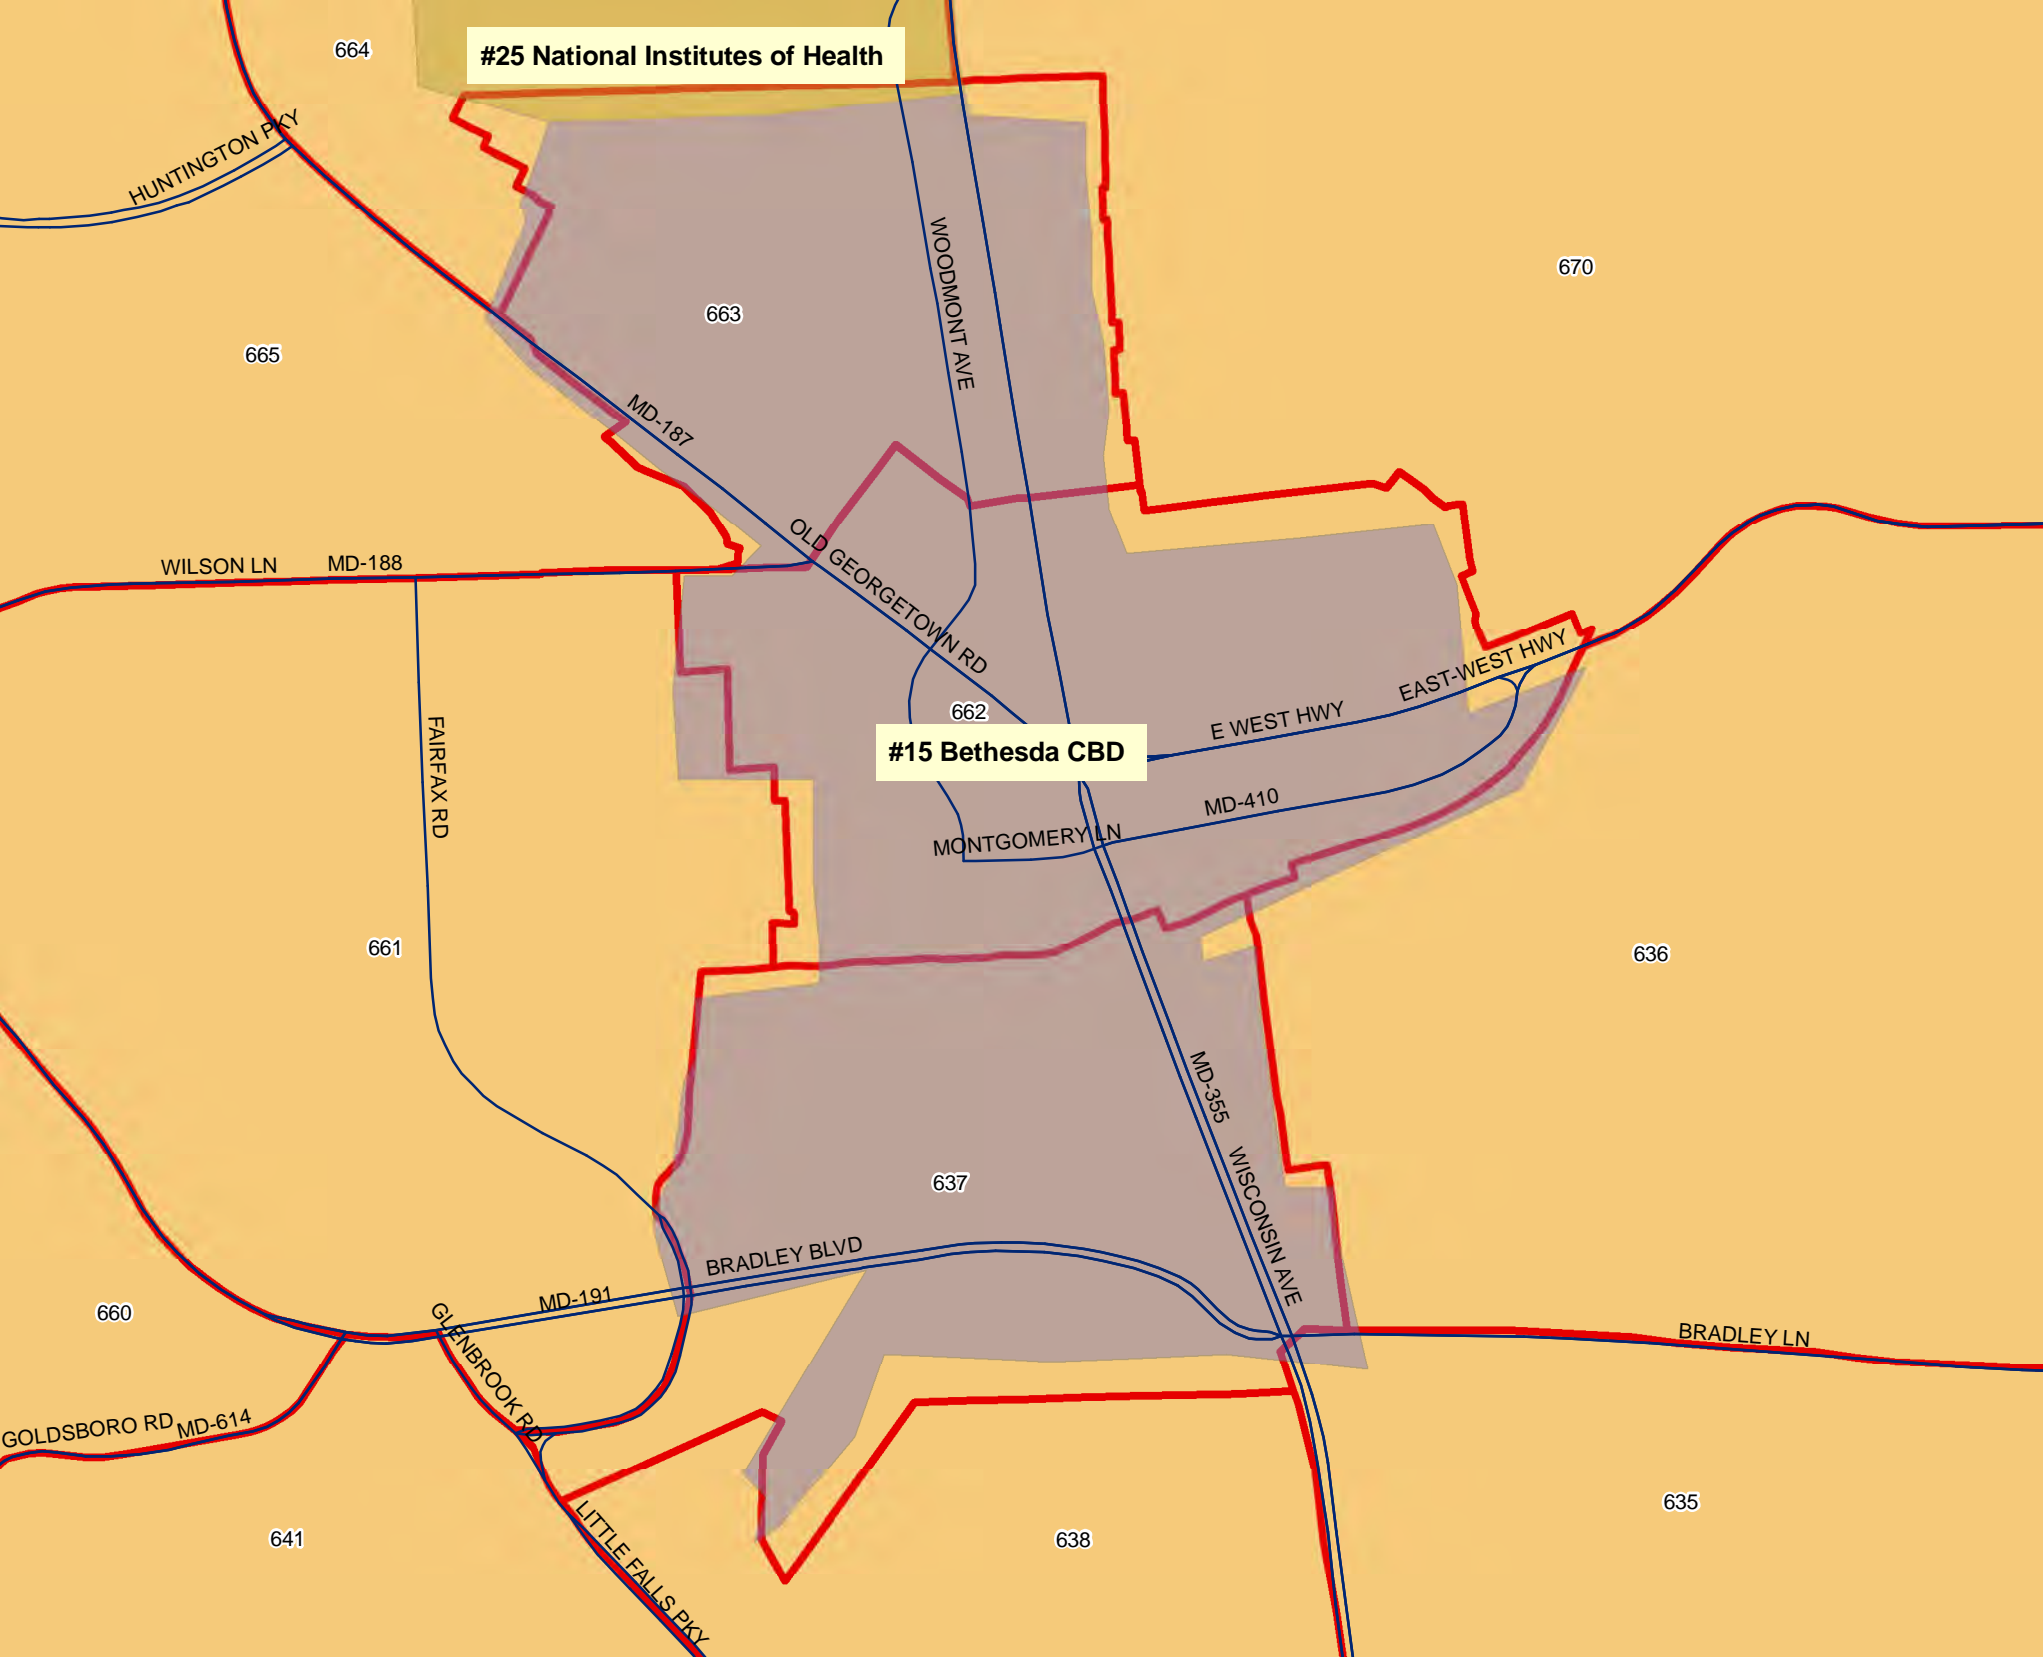 664
#25 National Institutes of Health
HUNTINGTON PKY
670
WOODMONT AVE
663
665
MD-187
OLD GEORGETOWN RD
WILSON LN
MD-188
EAST-WEST HWY
E WEST HWY
662
#15 Bethesda CBD
FAIRFAX RD
MD-410
MONTGOMERY LN
661
636
MD-355
637
WISCONSIN AVE
BRADLEY BLVD
MD-191
660
GLENBROOK RD
BRADLEY LN
GOLDSBORO RD
MD-614
635
641
638
LITTLE FALLS PKY